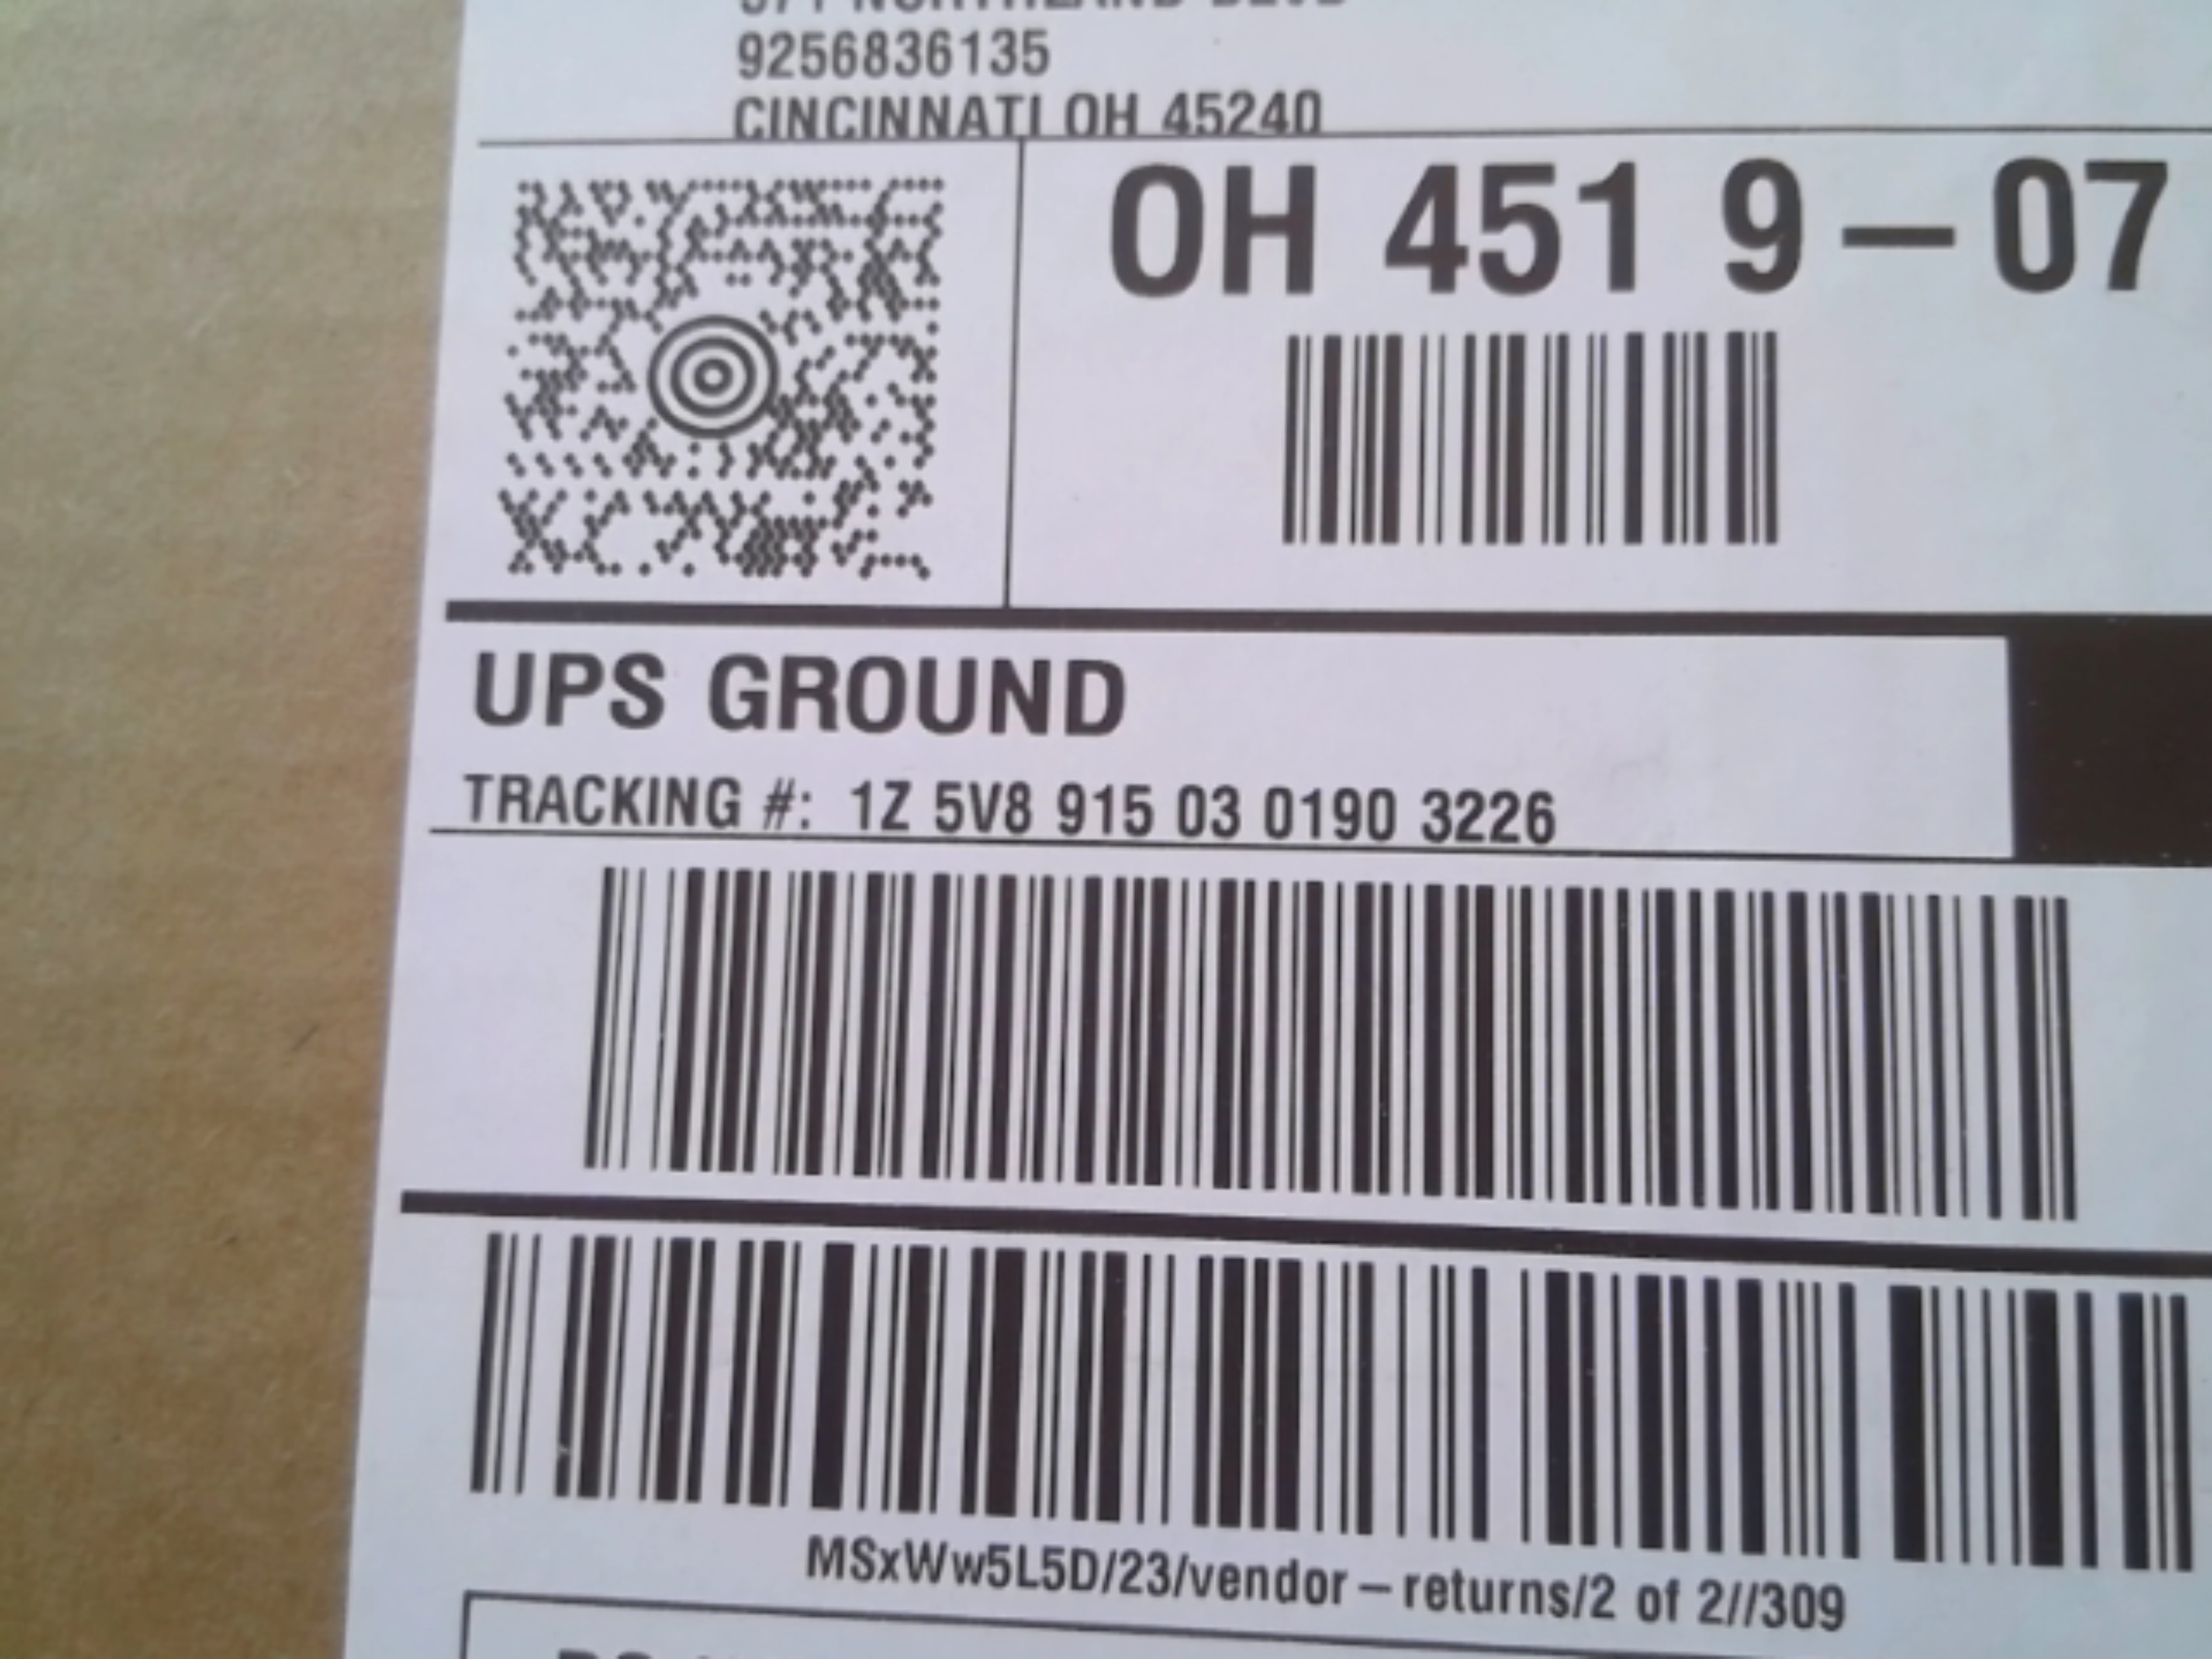 9256836135
CINCINNATI OH 45240
OH 451 9-07
UPS GROUND
TRACKING #: 1Z 5V8 915 03 0190 3226
MSxWw5L5D/23/vendor-returns/2 of 2//309